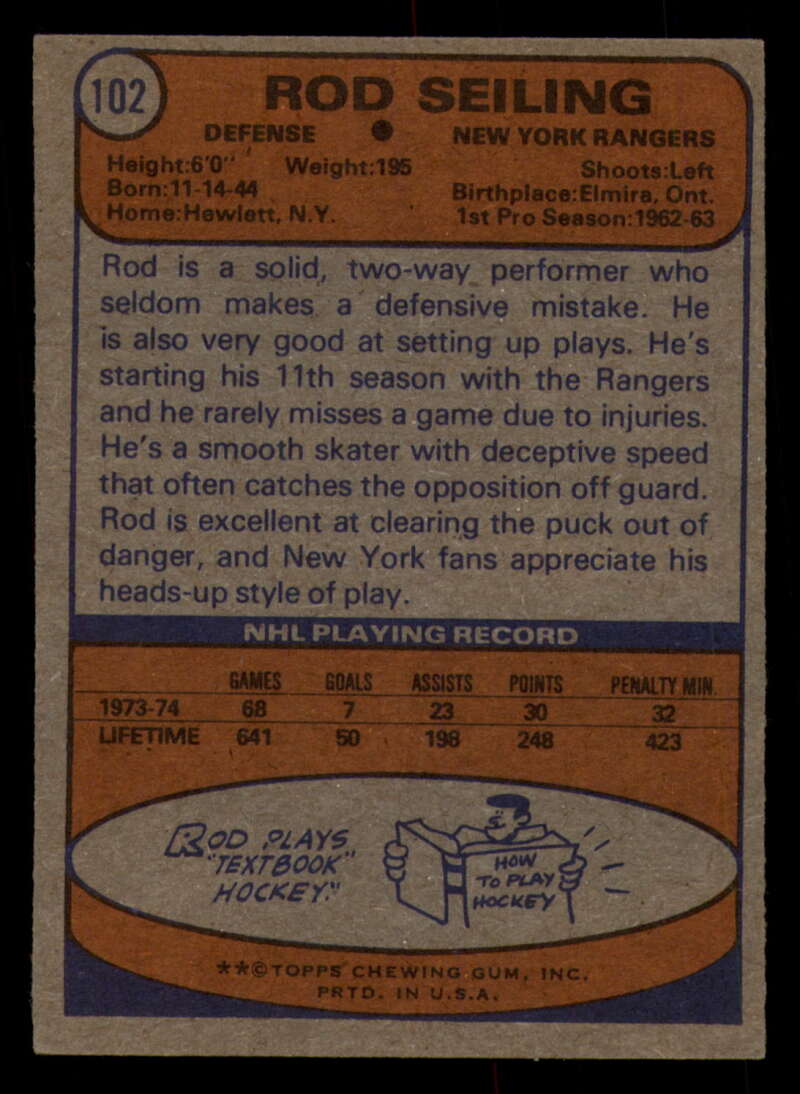 102
ROD SEILING
DEFENSE ● NEW YORK RANGERS
Height:6'0" Weight:195 Shoots:Left
Born:11-14-44 Birthplace:Elmira, Ont.
Home:Hewlett, N.Y. 1st Pro Season:1962-63
Rod is a solid, two-way performer who
seldom makes a defensive mistake. He
is also very good at setting up plays. He's
starting his 11th season with the Rangers
and he rarely misses a game due to injuries.
He's a smooth skater with deceptive speed
that often catches the opposition off guard.
Rod is excellent at clearing the puck out of
danger, and New York fans appreciate his
heads-up style of play.
NHL PLAYING RECORD
GAMES GOALS ASSISTS POINTS PENALTY MIN.
1973-74 68 7 23 30 32
LIFETIME 641 50 198 248 423
ROD PLAYS
"TEXTBOOK"
HOCKEY."
HOW
TO PLAY
HOCKEY
**©TOPPS CHEWING GUM, INC.
PRTD. IN U.S.A.